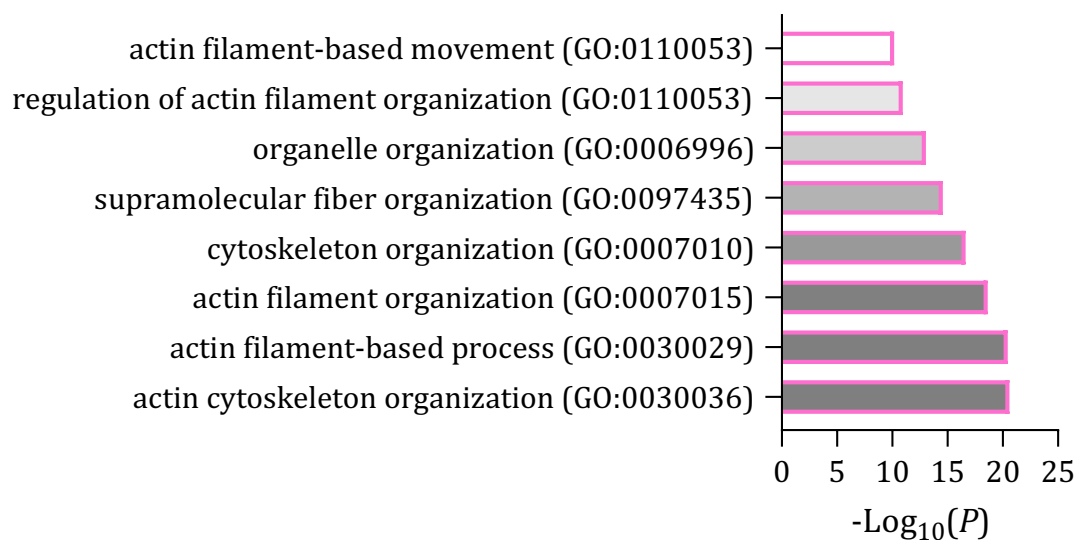 actin filament-based movement (GO:0110053)
regulation of actin filament organization (GO:0110053)
organelle organization (GO:0006996)
supramolecular fiber organization (GO:0097435)
cytoskeleton organization (GO:0007010)
actin filament organization (GO:0007015)
actin filament-based process (GO:0030029)
actin cytoskeleton organization (GO:0030036)
0 5 10 15 20 25
-Log₁₀(P)